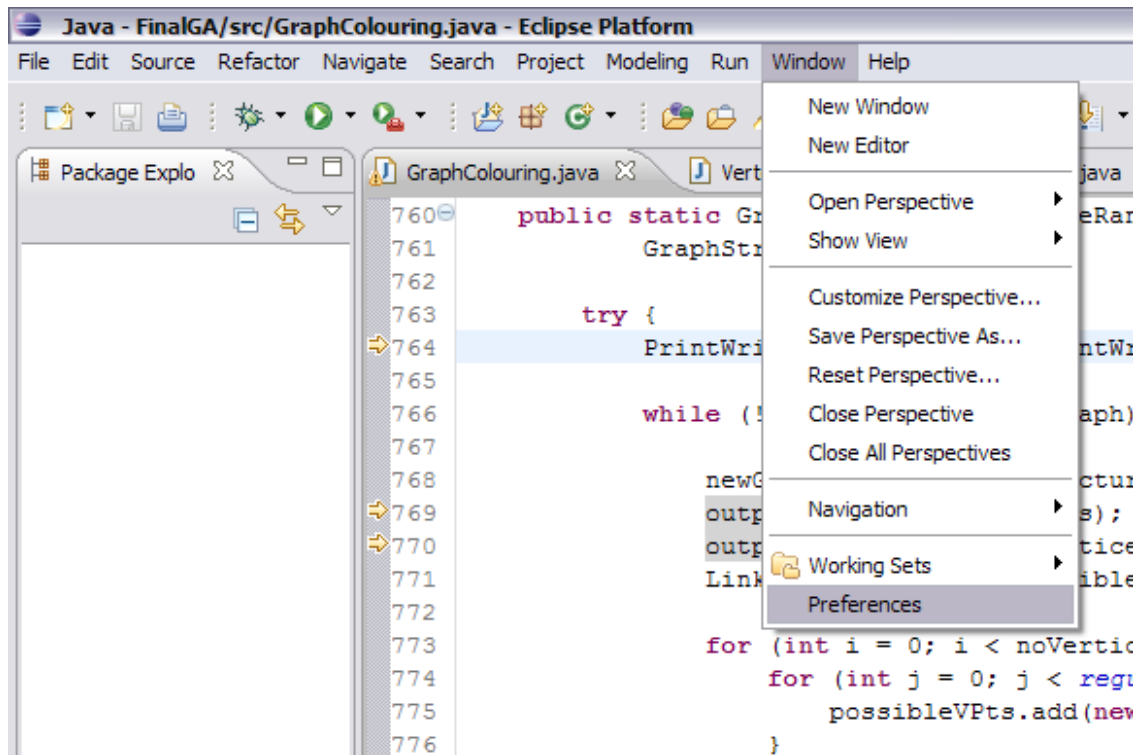 Java - FinalGA/src/GraphColouring.java - Eclipse Platform
File Edit Source Refactor Navigate Search Project Modeling Run Window Help
New Window
New Editor
Open Perspective
Show View
Customize Perspective...
Save Perspective As...
Reset Perspective...
Close Perspective
Close All Perspectives
Navigation
Working Sets
Preferences
Package Explo
GraphColouring.java Vert java
760 public static Gr eRan
761 GraphStr
762
763 try {
764 PrintWri ntWr
765
766 while (! aph)
767
768 newG ctur
769 outp s);
770 outp tice
771 Link ible
772
773 for (int i = 0; i < noVertic
774 for (int j = 0; j < regu
775 possibleVPts.add(new
776 }